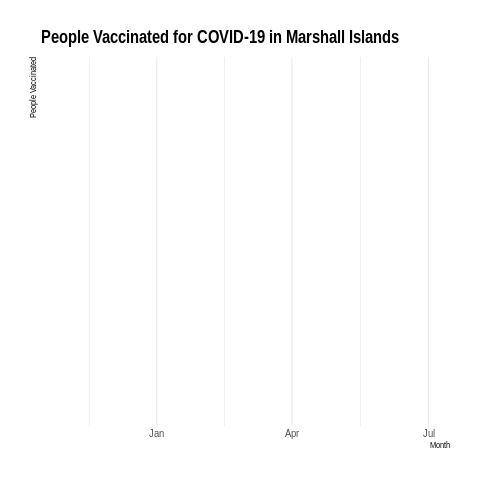 People Vaccinated for COVID-19 in Marshall Islands
People Vaccinated
Jan Apr Jul
Month